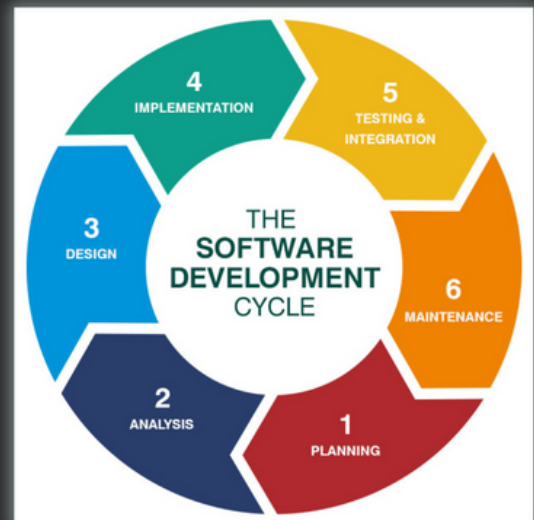 THE
SOFTWARE
DEVELOPMENT
CYCLE
1
PLANNING
2
ANALYSIS
3
DESIGN
4
IMPLEMENTATION
5
TESTING &
INTEGRATION
6
MAINTENANCE